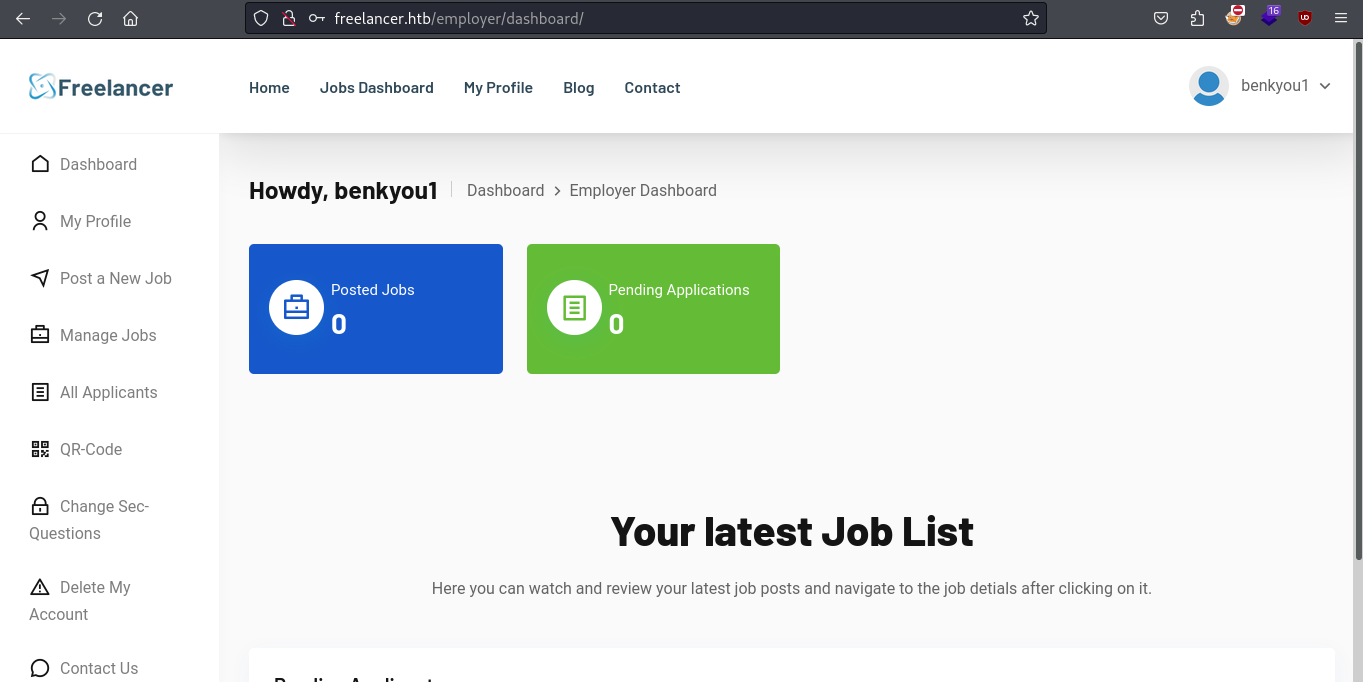 freelancer.htb/employer/dashboard/
16
Freelancer
Home
Jobs Dashboard
My Profile
Blog
Contact
benkyou1
Dashboard
My Profile
Post a New Job
Manage Jobs
All Applicants
QR-Code
Change Sec-
Questions
Delete My
Account
Contact Us
Howdy, benkyou1
Dashboard
Employer Dashboard
Posted Jobs
0
Pending Applications
0
Your latest Job List
Here you can watch and review your latest job posts and navigate to the job detials after clicking on it.